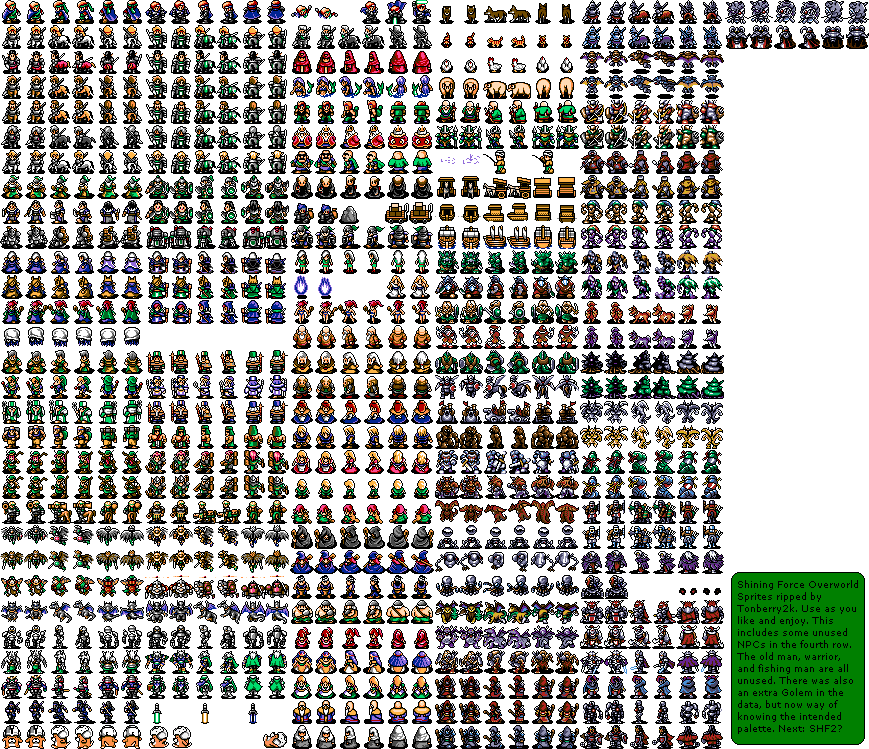 Shining Force Overworld
Sprites ripped by
Tonberry2k. Use as you
like and enjoy. This
includes some unused
NPCs in the fourth row.
The old man, warrior,
and fishing man are all
unused. There was also
an extra Golem in the
data, but now way of
knowing the intended
palette. Next: SHF2?